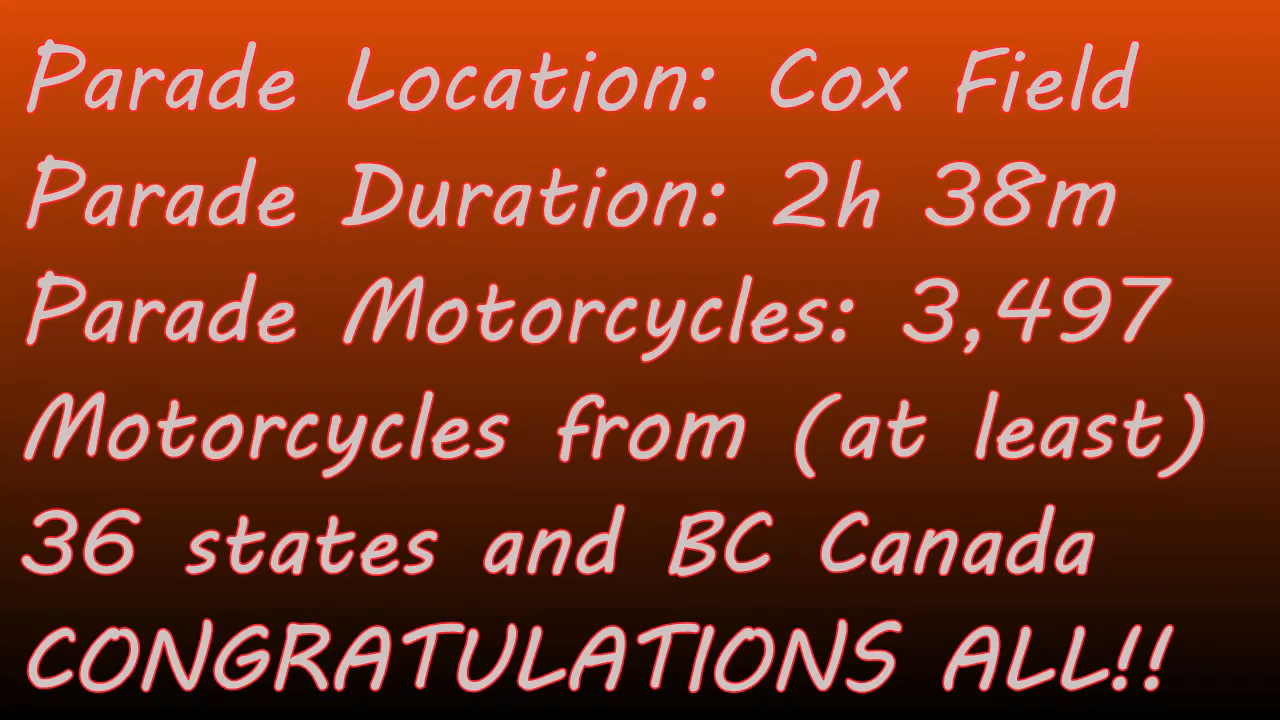 Parade Location: Cox Field
Parade Duration: 2h 38m
Parade Motorcycles: 3,497
Motorcycles from (at least)
36 states and BC Canada
CONGRATULATIONS ALL!!